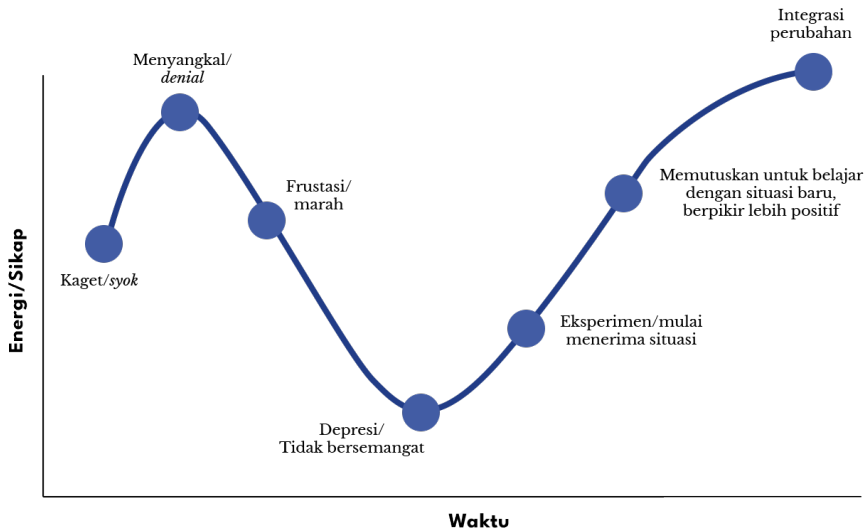 Integrasi
perubahan
Menyangkal/
denial
Memutuskan untuk belajar
dengan situasi baru,
berpikir lebih positif
Frustasi/
marah
Kaget/syok
Eksperimen/mulai
menerima situasi
Depresi/
Tidak bersemangat
Energi/Sikap
Waktu